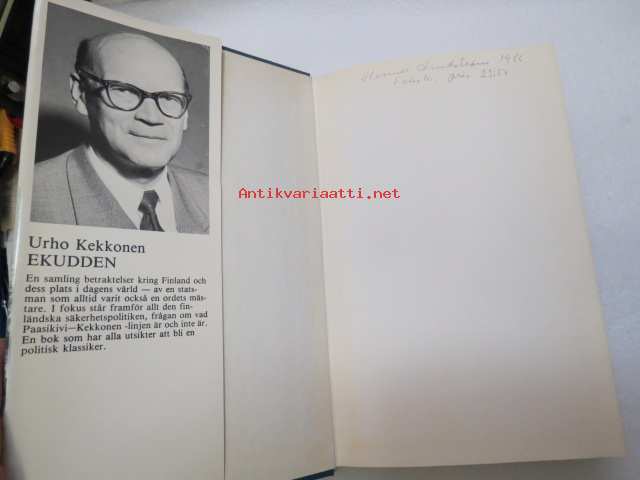 Urho Kekkonen
EKUDDEN
En samling betraktelser kring Finland och
dess plats i dagens värld — av en stats-
man som alltid varit också en ordets mäs-
tare. I fokus står framför allt den fin-
ländska säkerhetspolitiken, frågan om vad
Paasikivi—Kekkonen -linjen är och inte är.
En bok som har alla utsikter att bli en
politisk klassiker.
Antikvariaatti.net